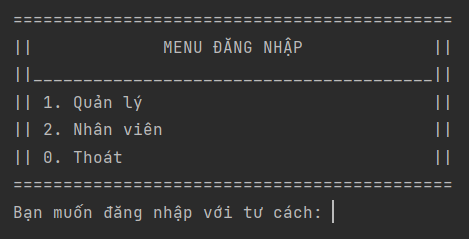 ============================================
||             MENU ĐĂNG NHẬP             ||
||________________________________________||
|| 1. Quản lý                             ||
|| 2. Nhân viên                           ||
|| 0. Thoát                               ||
============================================
Bạn muốn đăng nhập với tư cách: